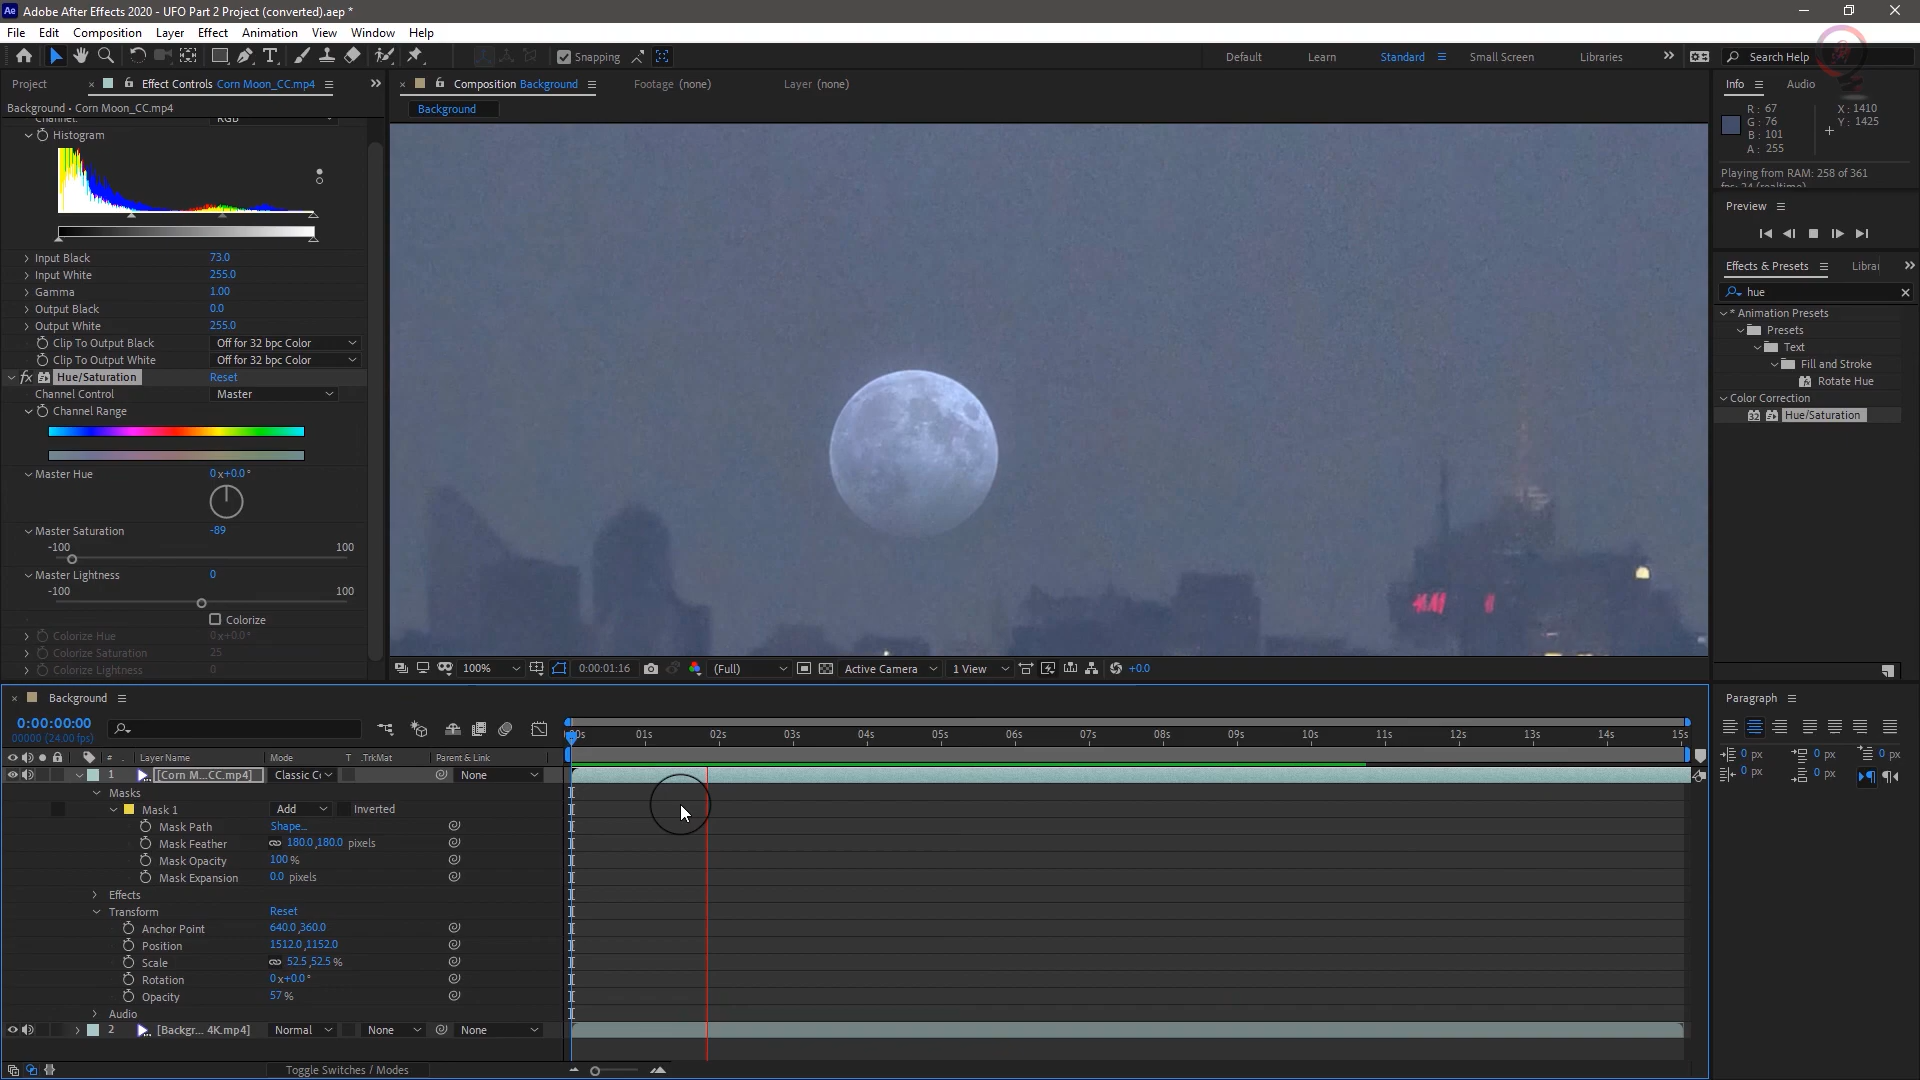 Adobe After Effects 2020 - UFO Part 2 Project (converted).aep *
File Edit Composition Layer Effect Animation View Window Help
Snapping
Default Learn Standard Small Screen Libraries
Search Help
Project
Effect Controls Corn Moon_CC.mp4
Composition Background
Footage (none)
Layer (none)
Info Audio
Background • Corn Moon_CC.mp4
Background
R: 67
G: 76
B: 101
A: 255
X: 1410
Y: 1425
Channel: RGB
Histogram
Playing from RAM: 258 of 361
fps: 24 (realtime)
Preview
Input Black 73.0
Input White 255.0
Gamma 1.00
Output Black 0.0
Output White 255.0
Clip To Output Black Off for 32 bpc Color
Clip To Output White Off for 32 bpc Color
fx Hue/Saturation Reset
Channel Control Master
Channel Range
Master Hue 0x+0.0°
Master Saturation -89
-100 100
Master Lightness 0
-100 100
Colorize
Colorize Hue 0x+0.0°
Colorize Saturation 25
Colorize Lightness 0
Effects & Presets
hue
* Animation Presets
Presets
Text
Fill and Stroke
Rotate Hue
Color Correction
Hue/Saturation
100% 0:00:01:16 (Full) Active Camera 1 View +0.0
Background
0:00:00:00
00000 (24.00 fps)
:00s 01s 02s 03s 04s 05s 06s 07s 08s 09s 10s 11s 12s 13s 14s 15s
# Layer Name Mode T .TrkMat Parent & Link
1 [Corn M...CC.mp4] Classic Co None
Masks
Mask 1 Add Inverted
Mask Path Shape...
Mask Feather 180.0,180.0 pixels
Mask Opacity 100%
Mask Expansion 0.0 pixels
Effects
Transform Reset
Anchor Point 640.0,360.0
Position 1512.0,1152.0
Scale 52.5,52.5%
Rotation 0x+0.0°
Opacity 57%
Audio
2 [Backgr... 4K.mp4] Normal None None
Toggle Switches / Modes
Paragraph
0 px 0 px 0 px
0 px 0 px